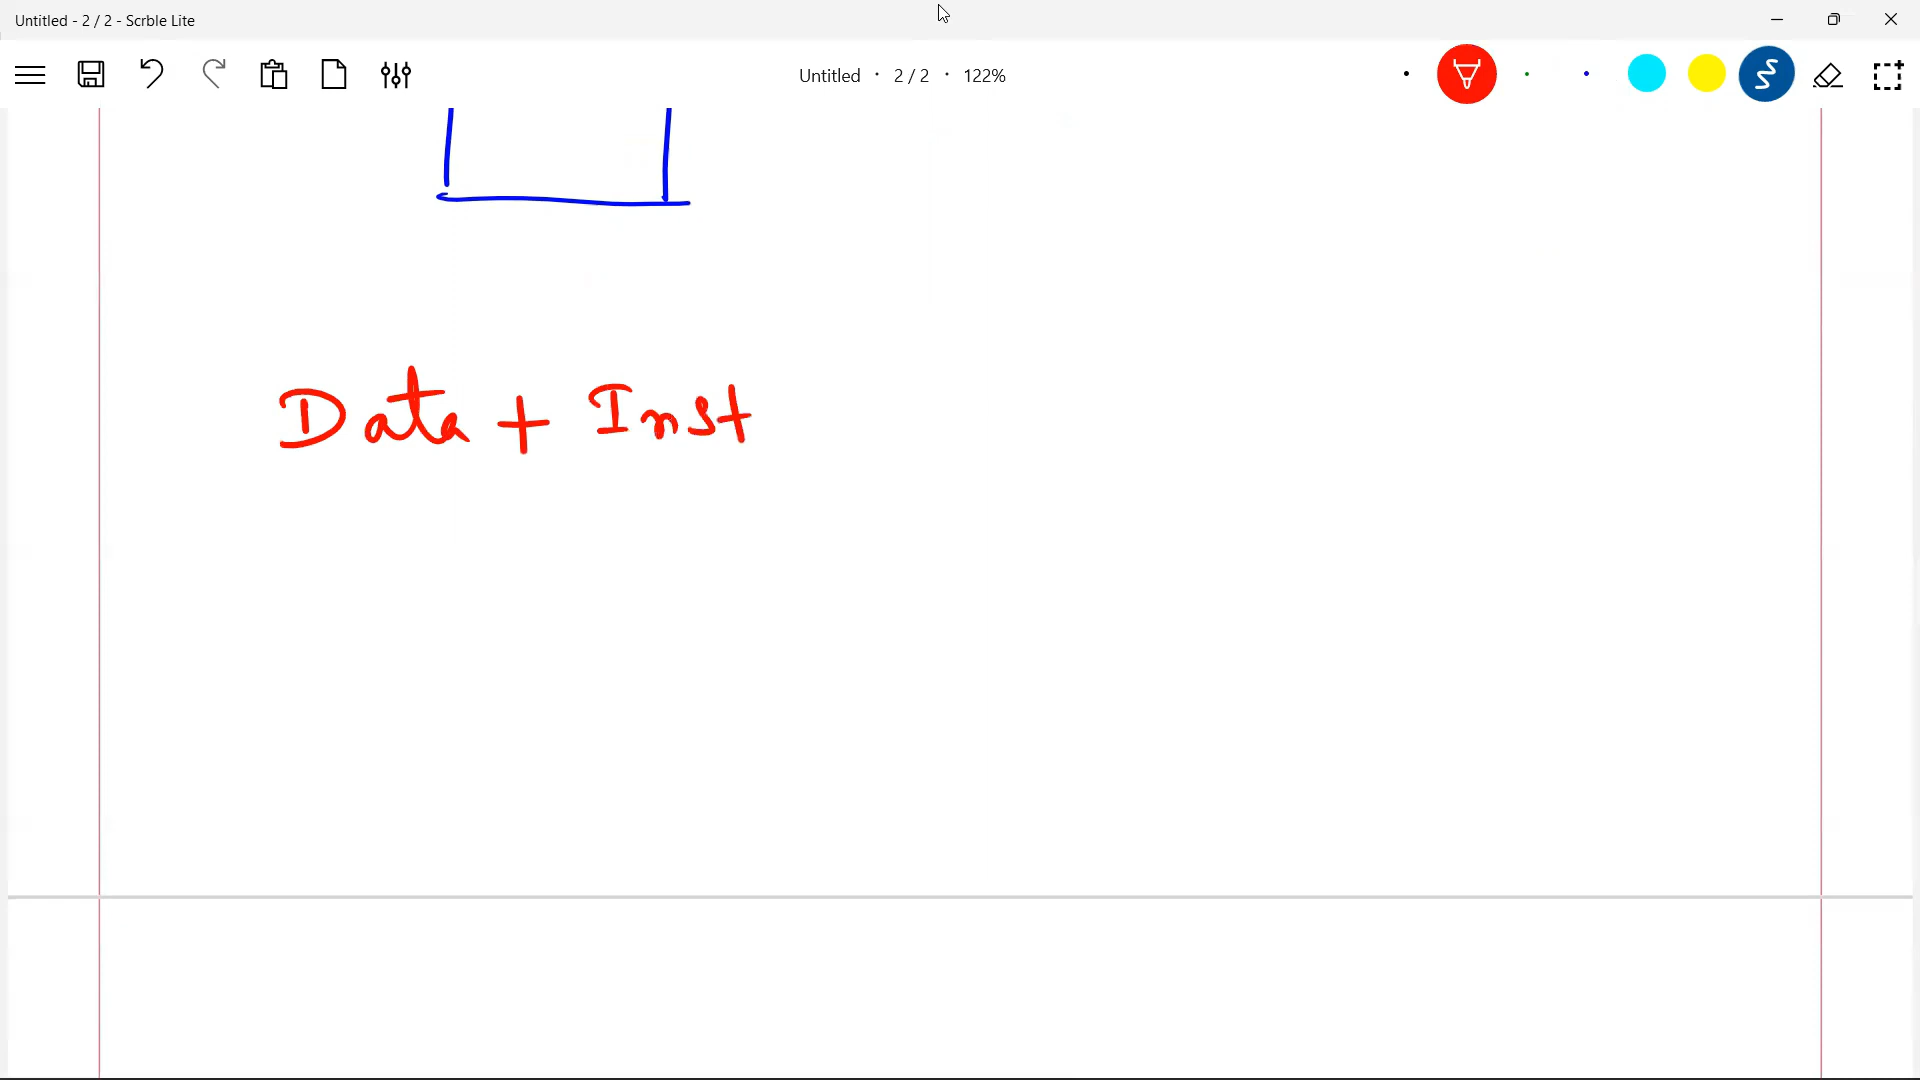 Untitled - 2 / 2 - Scrble Lite
Untitled · 2 / 2 · 122%
Data + Inst